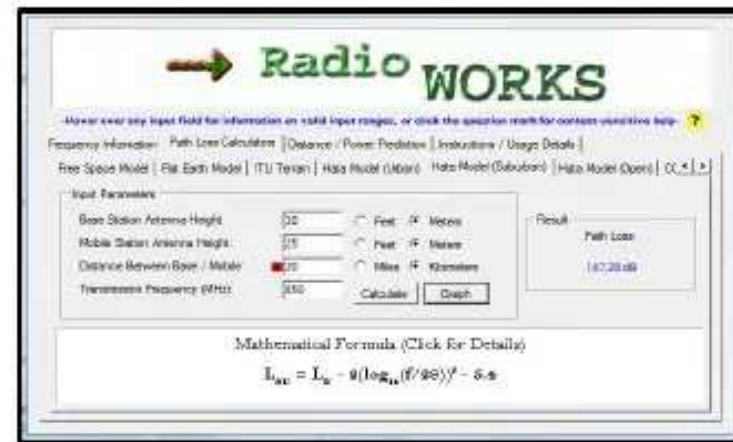 Radio WORKS
-Hover over any input field for information on valid input ranges, or click the question mark for context-sensitive help- ?
Frequency Information Path Loss Calculators Distance / Power Prediction Instructions / Usage Details
Free Space Model Flat Earth Model ITU Terrain Hata Model (Urban) Hata Model (Suburban) Hata Model (Open)
Input Parameters
Base Station Antenna Height 30 Feet Meters
Mobile Station Antenna Height 25 Feet Meters
Distance Between Base / Mobile 20 Miles Kilometers
Transmission Frequency (MHz) 850 Calculate Graph
Result
Path Loss
Mathematical Formula (Click for Details)